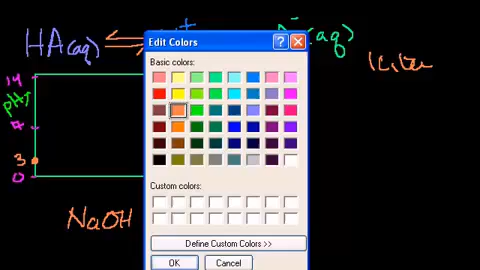 HA(aq) ⇌ + A⁻(aq)
Edit Colors
Basic colors:
14
pH
7
3
0
Custom colors:
NaOH
Define Custom Colors >>
OK Cancel